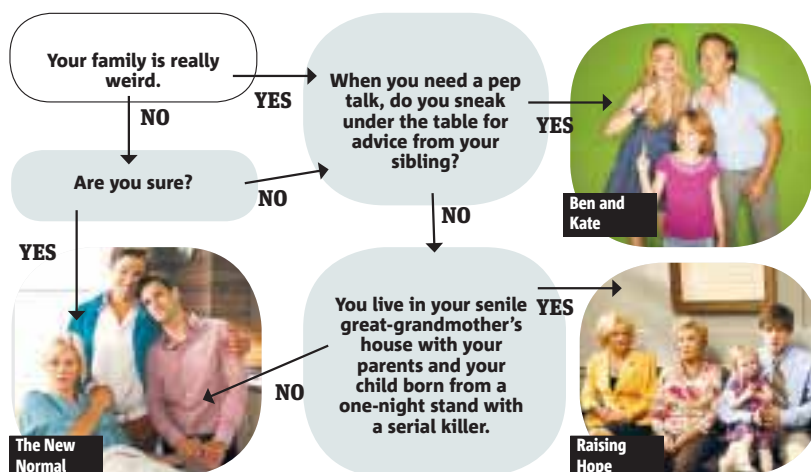 Your family is really
weird.
YES
NO
When you need a pep
talk, do you sneak
under the table for
advice from your
sibling?
YES
Ben and
Kate
Are you sure?
NO
YES
NO
You live in your senile
great-grandmother’s
house with your
parents and your
child born from a
one-night stand with
a serial killer.
YES
NO
The New
Normal
Raising
Hope